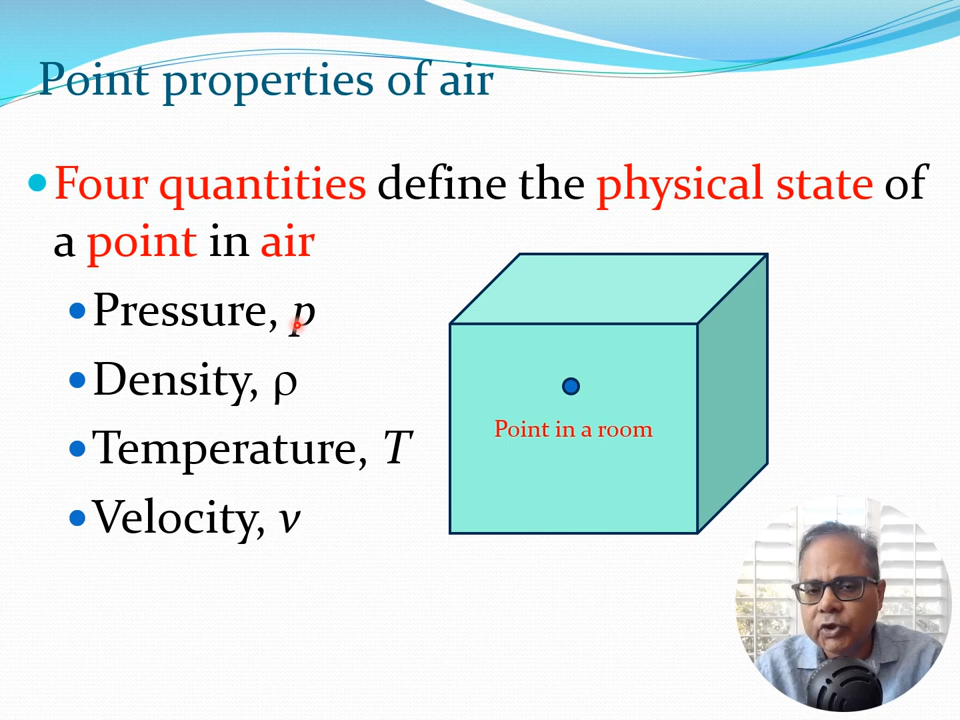 Point properties of air
Four quantities define the physical state of
a point in air
Pressure, p
Density, ρ
Temperature, T
Velocity, v
Point in a room